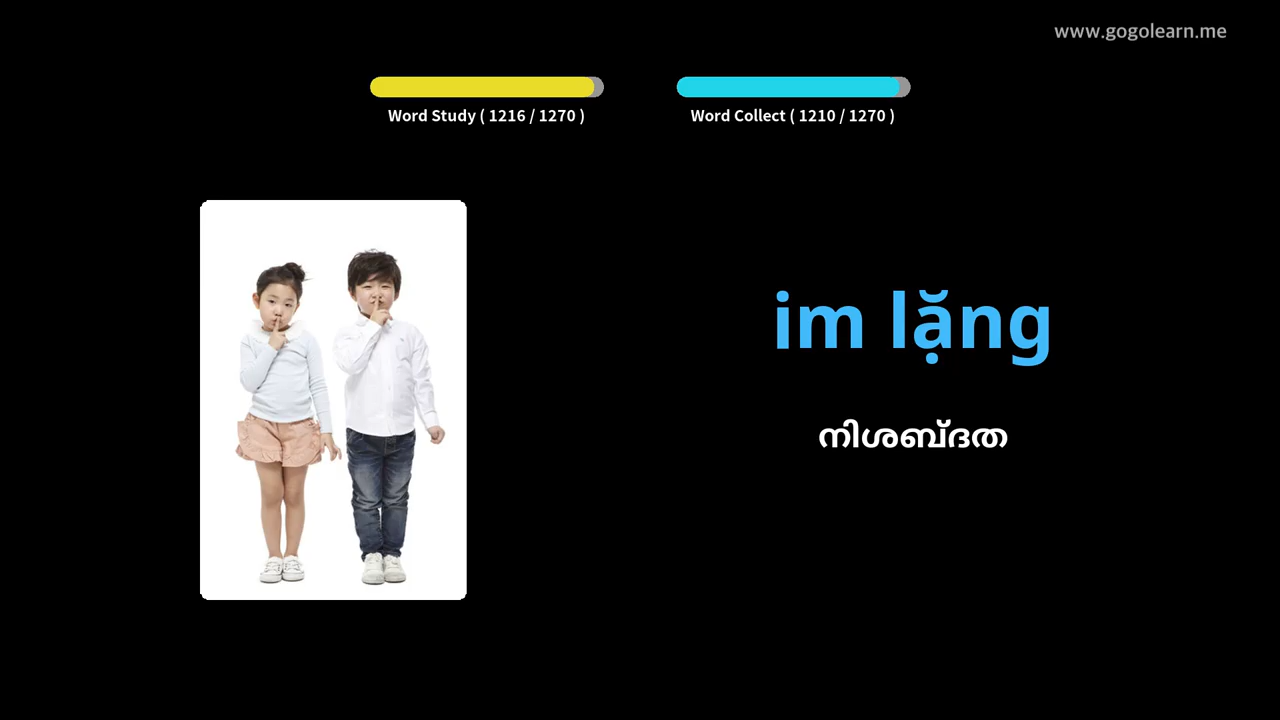 www.gogolearn.me
Word Study ( 1216 / 1270 )
Word Collect ( 1210 / 1270 )
im lặng
നിശബ്ദത